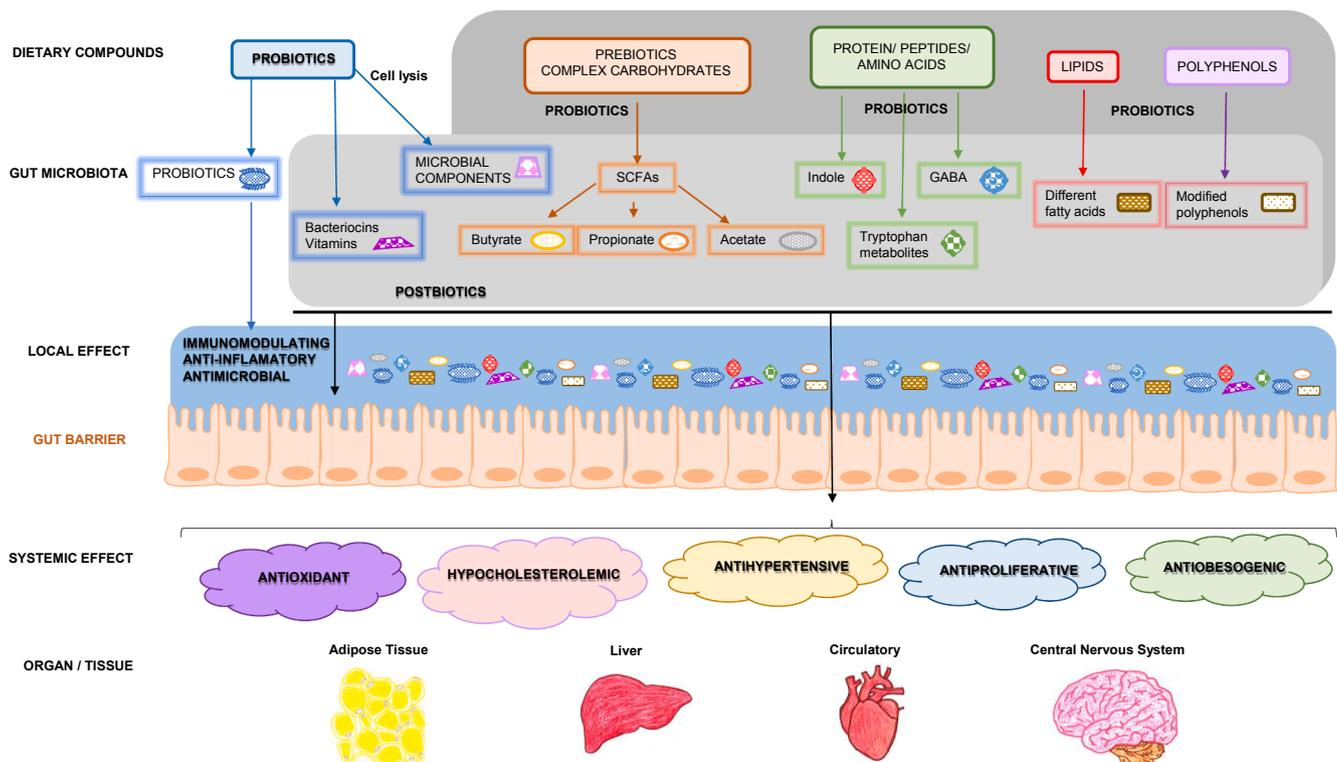 DIETARY COMPOUNDS
PROBIOTICS
Cell lysis
PREBIOTICS
COMPLEX CARBOHYDRATES
PROTEIN/ PEPTIDES/
AMINO ACIDS
LIPIDS
POLYPHENOLS
PROBIOTICS
PROBIOTICS
PROBIOTICS
GUT MICROBIOTA
PROBIOTICS
MICROBIAL
COMPONENTS
SCFAs
Indole
GABA
Different
fatty acids
Modified
polyphenols
Bacteriocins
Vitamins
Butyrate
Propionate
Acetate
Tryptophan
metabolites
POSTBIOTICS
LOCAL EFFECT
IMMUNOMODULATING
ANTI-INFLAMATORY
ANTIMICROBIAL
GUT BARRIER
SYSTEMIC EFFECT
ANTIOXIDANT
HYPOCHOLESTEROLEMIC
ANTIHYPERTENSIVE
ANTIPROLIFERATIVE
ANTIOBESOGENIC
ORGAN / TISSUE
Adipose Tissue
Liver
Circulatory
Central Nervous System